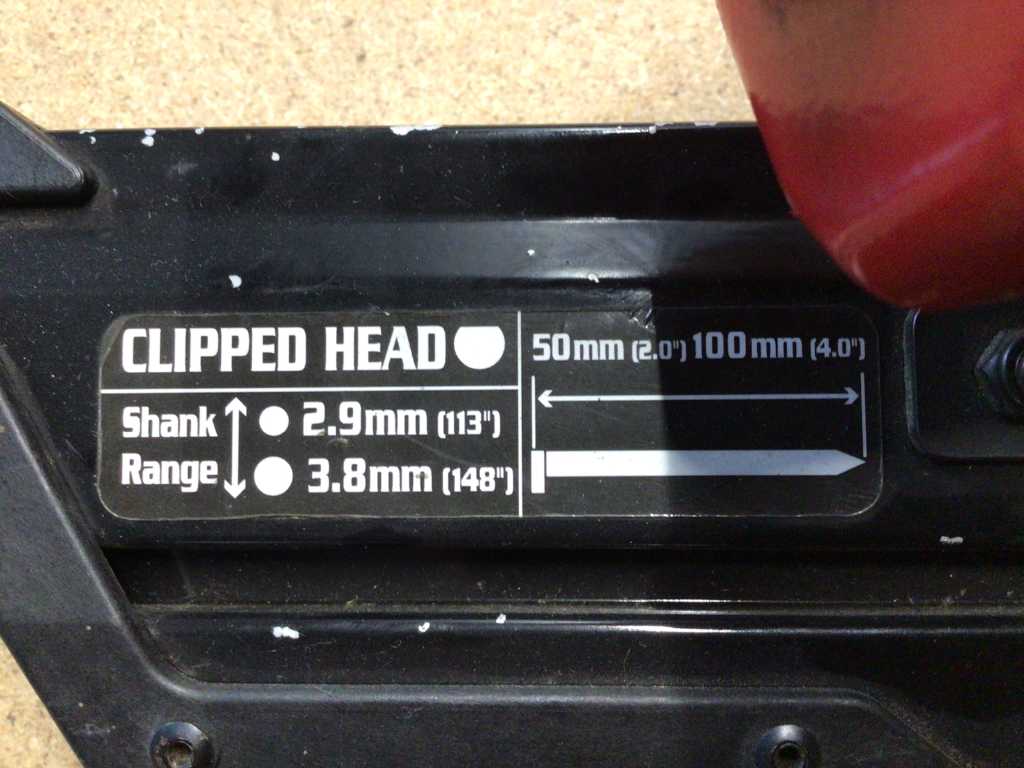 CLIPPED HEAD
Shank 2.9mm (113")
Range 3.8mm (148")
50mm (2.0") 100mm (4.0")